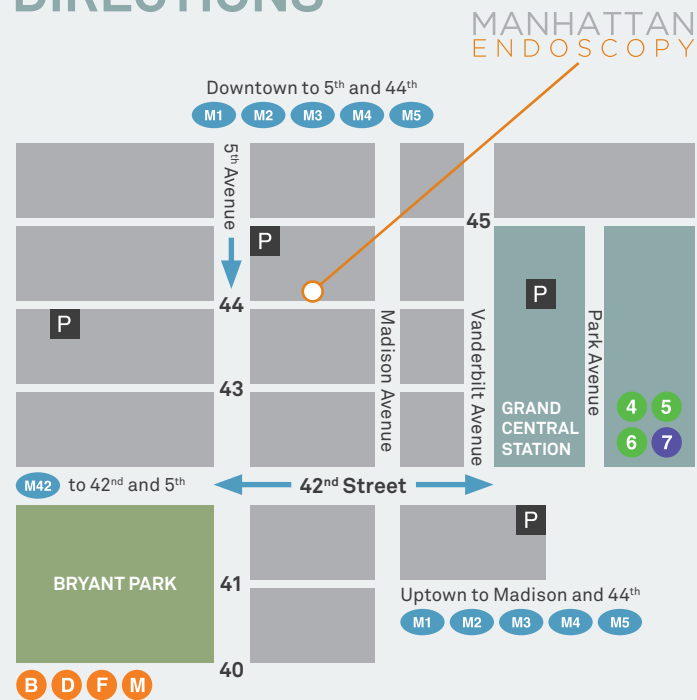 DIRECTIONS
MANHATTAN
ENDOSCOPY
Downtown to 5th and 44th
M1 M2 M3 M4 M5
5th Avenue
45
P
P
44
P
Madison Avenue
Vanderbilt Avenue
Park Avenue
43
GRAND
CENTRAL
STATION
4 5
6 7
M42 to 42nd and 5th
42nd Street
P
BRYANT PARK
41
Uptown to Madison and 44th
M1 M2 M3 M4 M5
40
B D F M